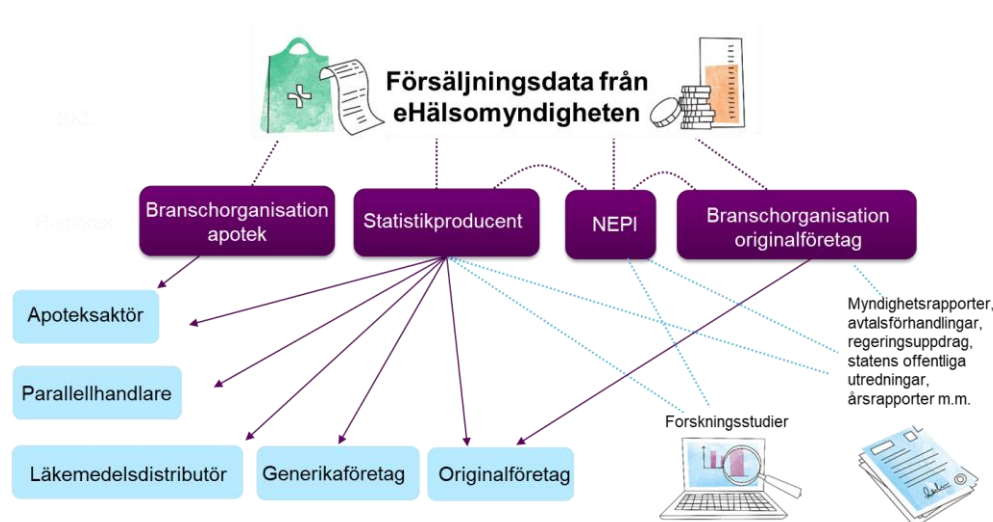 Försäljningsdata från
eHälsomyndigheten
Branschorganisation
apotek
Statistikproducent
NEPI
Branschorganisation
originalföretag
Apoteksaktör
Parallellhandlare
Läkemedelsdistributör
Generikaföretag
Originalföretag
Forskningsstudier
Myndighetsrapporter,
avtalsförhandlingar,
regeringsuppdrag,
statens offentliga
utredningar,
årsrapporter m.m.